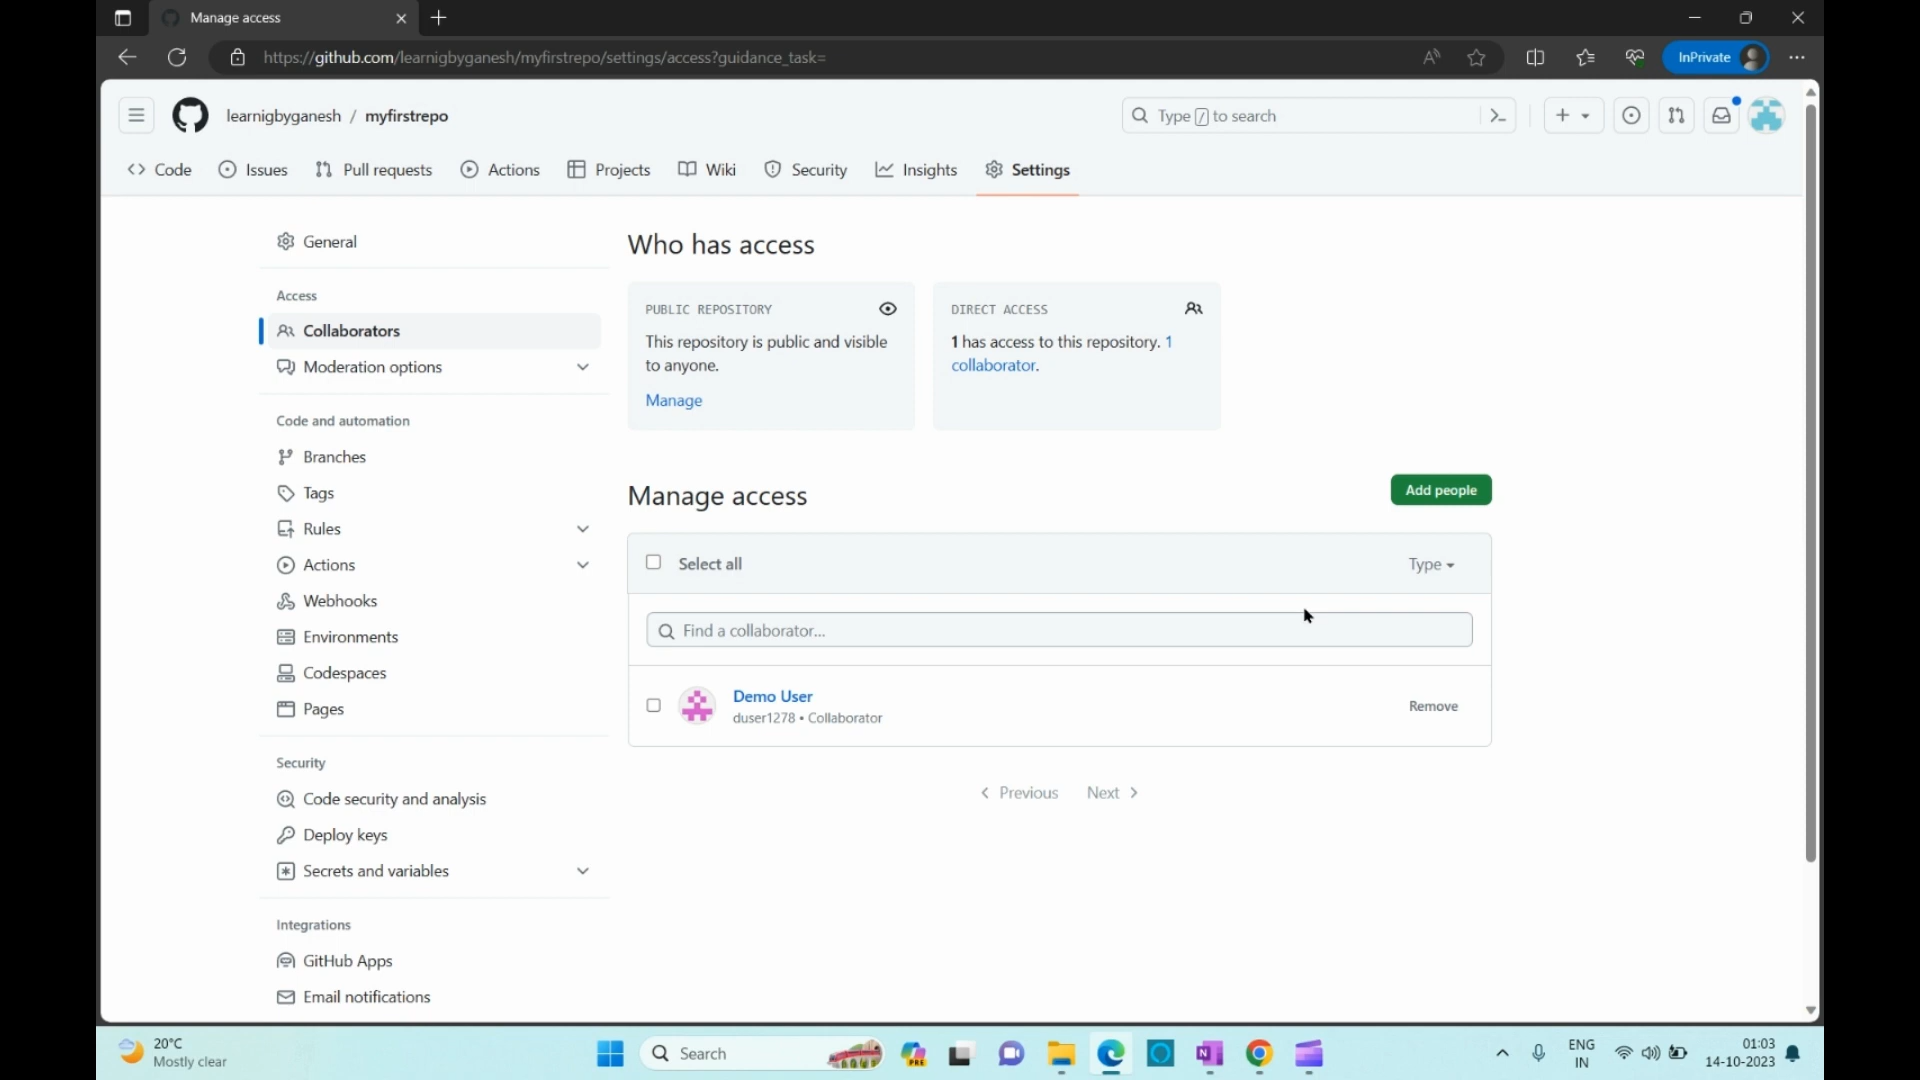 Manage access
https://github.com/learnigbyganesh/myfirstrepo/settings/access?guidance_task=
InPrivate
learnigbyganesh / myfirstrepo
Type / to search
Code
Issues
Pull requests
Actions
Projects
Wiki
Security
Insights
Settings
General
Access
Collaborators
Moderation options
Code and automation
Branches
Tags
Rules
Actions
Webhooks
Environments
Codespaces
Pages
Security
Code security and analysis
Deploy keys
Secrets and variables
Integrations
GitHub Apps
Email notifications
Who has access
PUBLIC REPOSITORY
This repository is public and visible
to anyone.
Manage
DIRECT ACCESS
1 has access to this repository. 1
collaborator.
Manage access
Add people
Select all
Type
Find a collaborator...
Demo User
duser1278 • Collaborator
Remove
Previous
Next
20°C
Mostly clear
Search
PRE
ENG
IN
01:03
14-10-2023